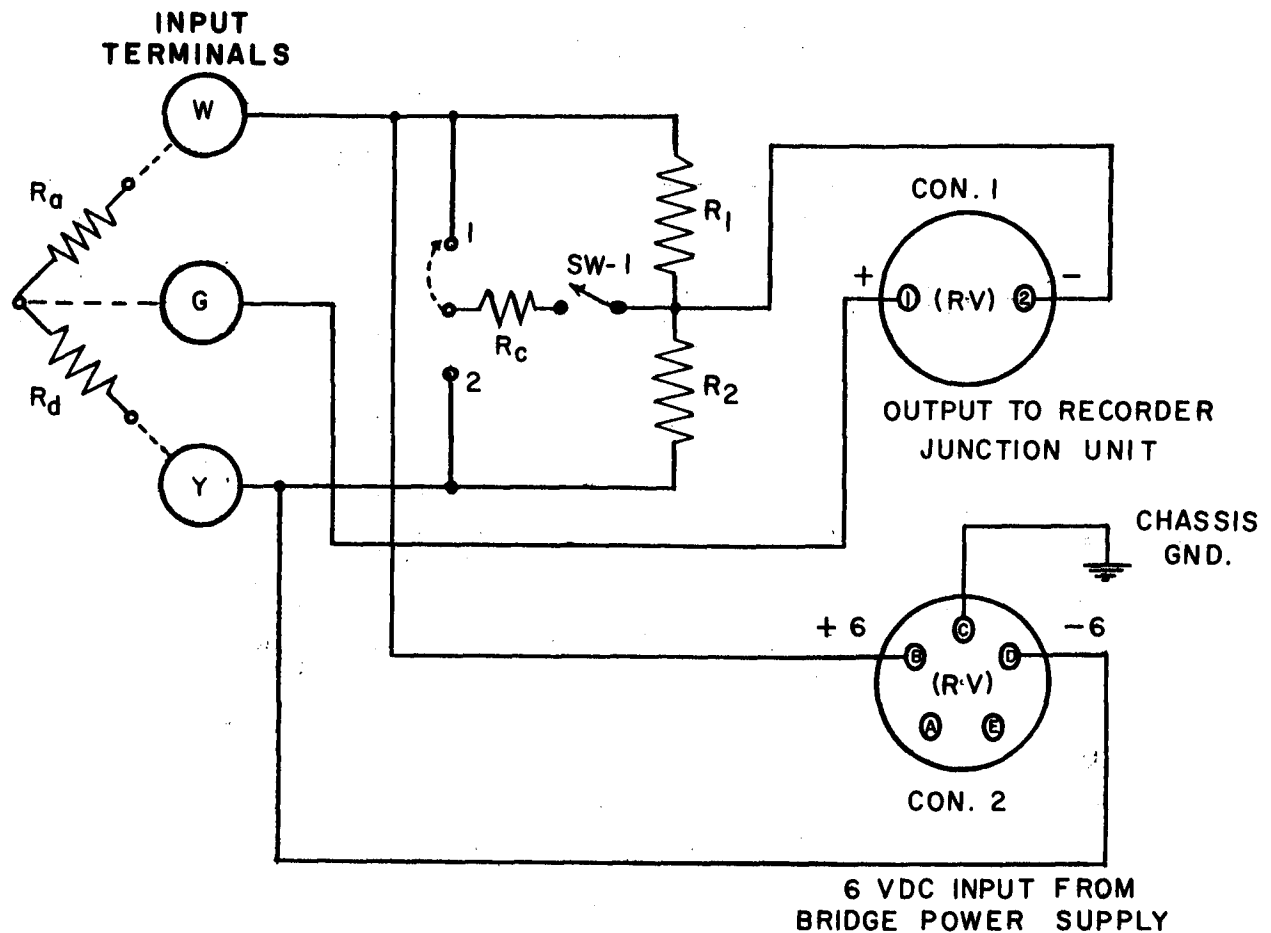 INPUT
TERMINALS
W
Ra
G
Rd
Y
1
2
Rc
SW-1
R1
R2
CON. 1
+
-
1
(R·V)
2
OUTPUT TO RECORDER
JUNCTION UNIT
CHASSIS
GND.
+6
-6
C
B
D
(R·V)
A
E
CON. 2
6 VDC INPUT FROM
BRIDGE POWER SUPPLY